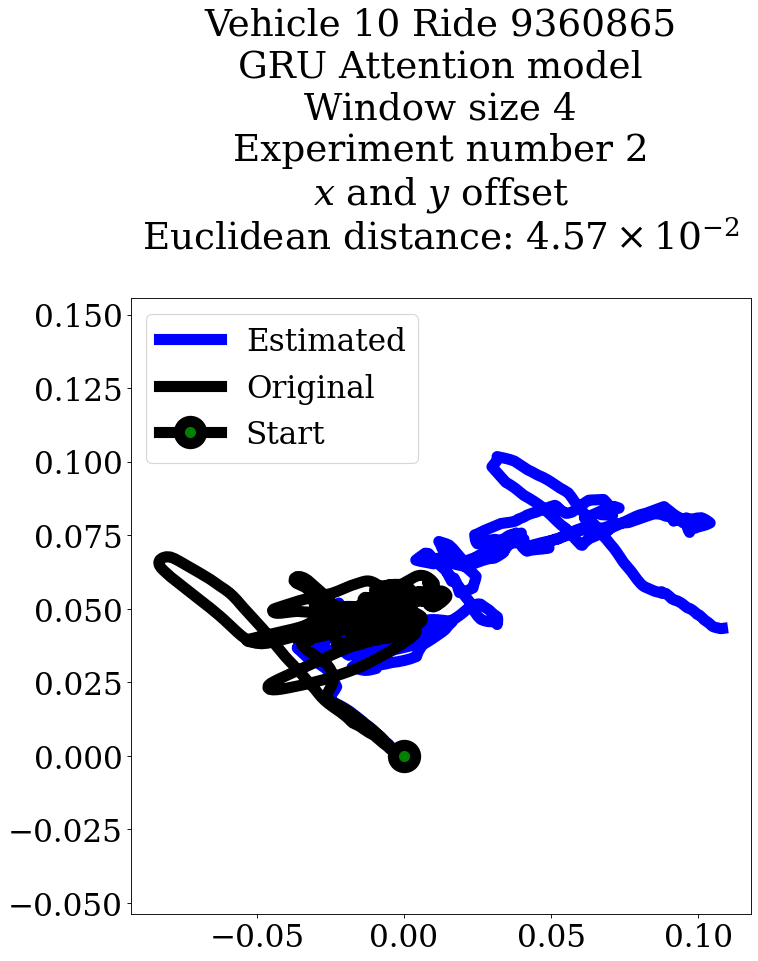 Vehicle 10 Ride 9360865
GRU Attention model
Window size 4
Experiment number 2
x and y offset
Euclidean distance: 4.57 × 10⁻²
Estimated
Original
Start
0.150
0.125
0.100
0.075
0.050
0.025
0.000
−0.025
−0.050
−0.05 0.00 0.05 0.10